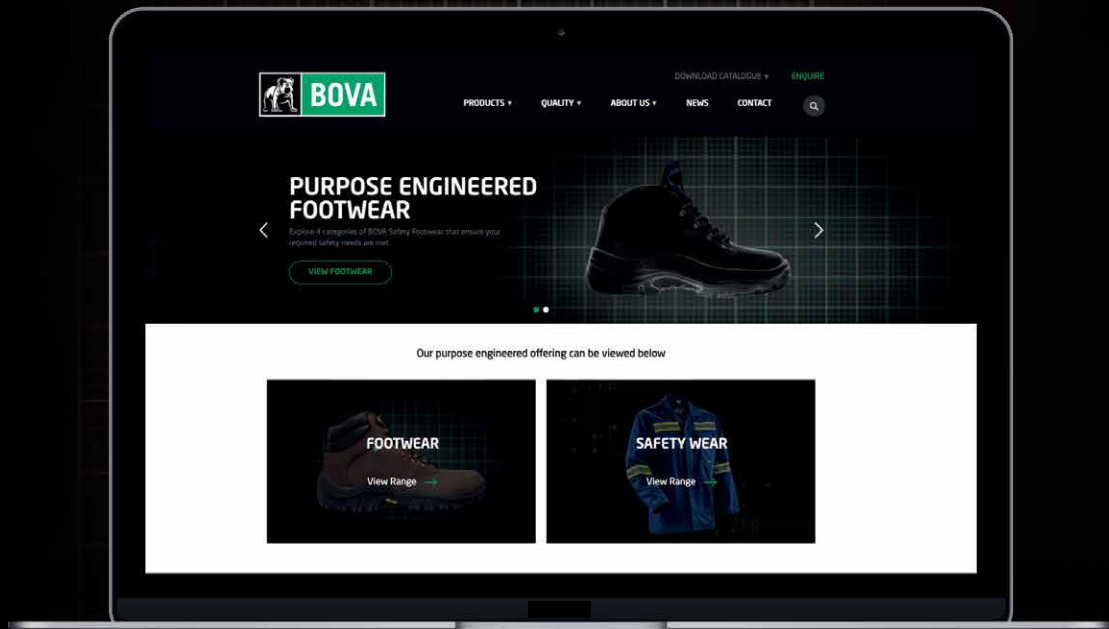 DOWNLOAD CATALOGUE ▾ ENQUIRE
BOVA
PRODUCTS ▾ QUALITY ▾ ABOUT US ▾ NEWS CONTACT
PURPOSE ENGINEERED
FOOTWEAR
Explore 4 categories of BOVA Safety Footwear that ensure your
required safety needs are met
VIEW FOOTWEAR
Our purpose engineered offering can be viewed below
FOOTWEAR
View Range →
SAFETY WEAR
View Range →